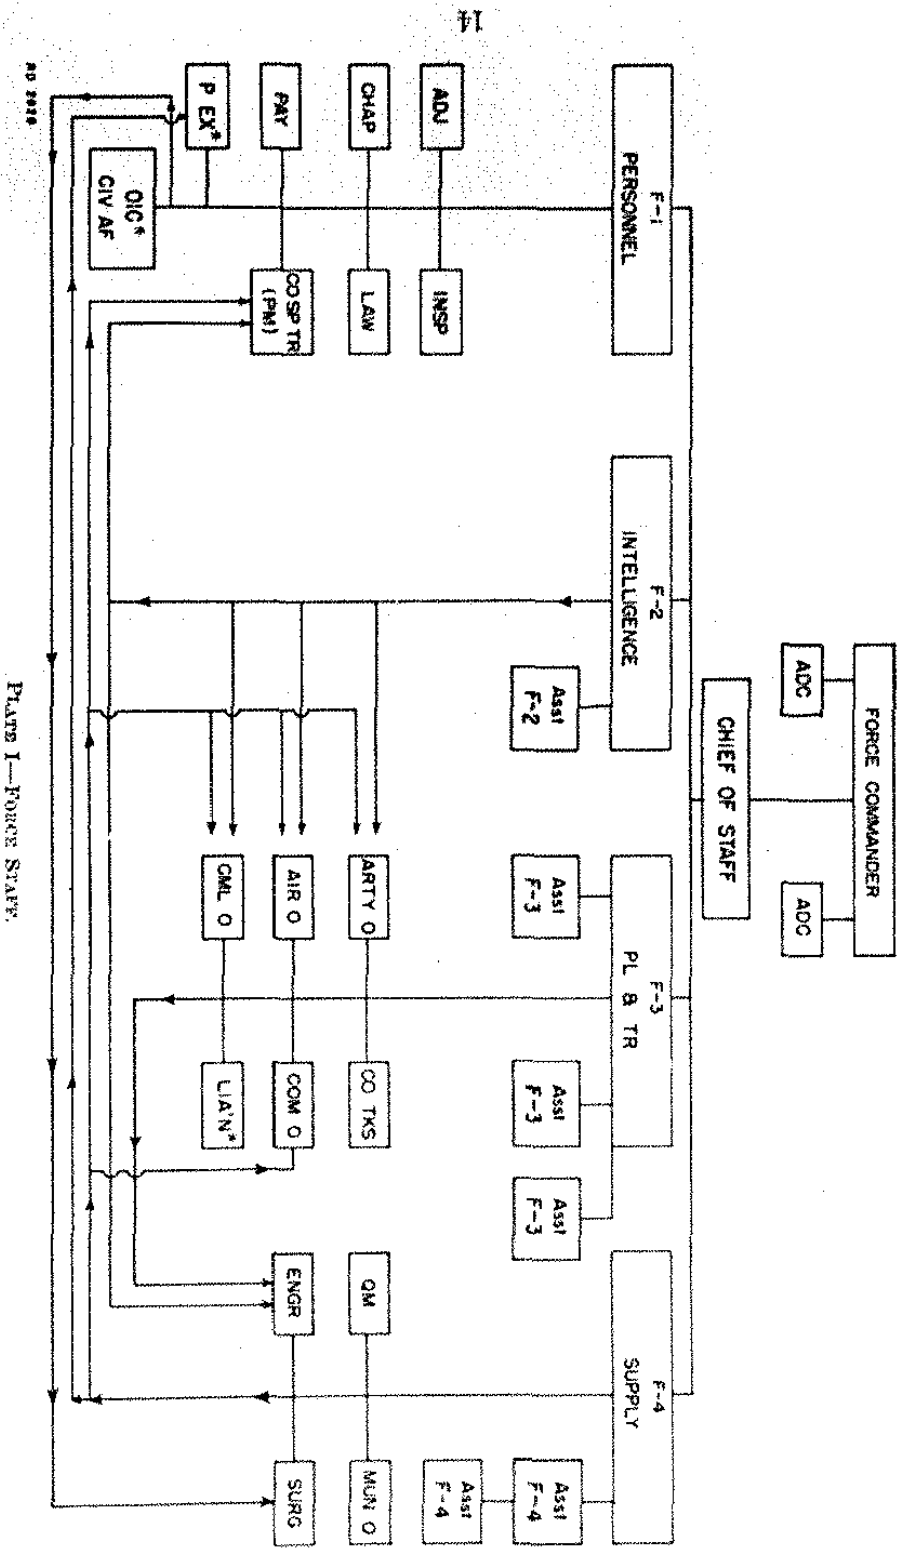 FORCE COMMANDER
ADC
ADC
CHIEF OF STAFF
F-1
PERSONNEL
F-2
INTELLIGENCE
F-3
PL & TR
F-4
SUPPLY
Asst
F-2
Asst
F-3
Asst
F-3
Asst
F-3
Asst
F-4
Asst
F-4
ADJ
INSP
CHAP
LAW
PAY
CO SP TR
(PM)
P EX*
OIC*
CIV AF
ARTY O
CO TKS
AIR O
COM O
CML O
LIA'N*
QM
MUN O
ENGR
SURG
PLATE I—FORCE STAFF.
14